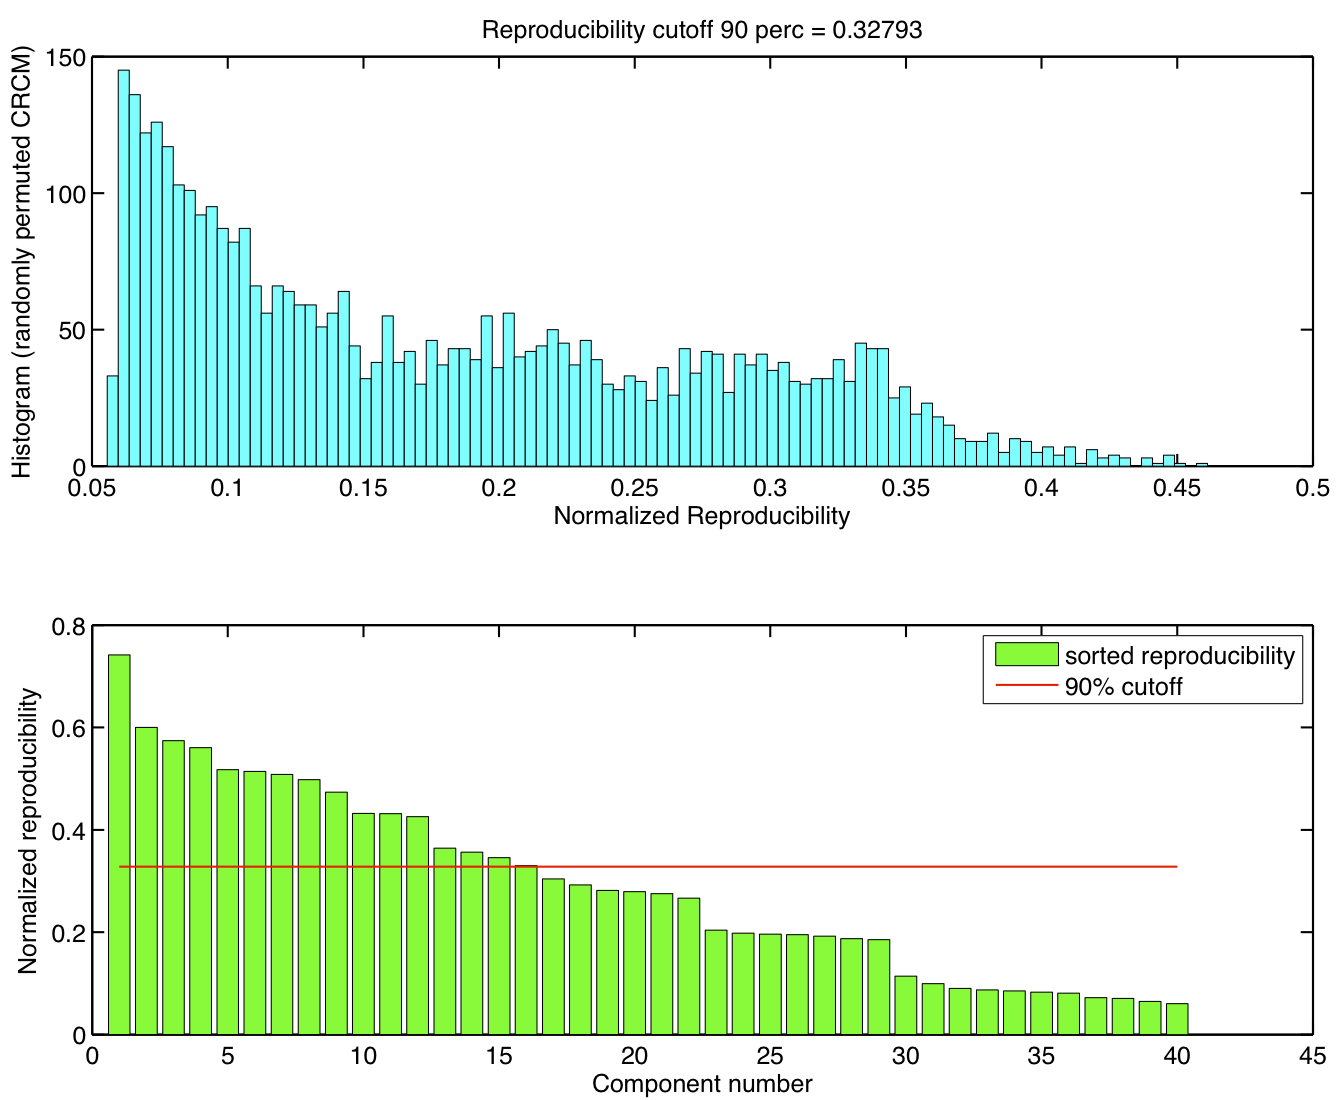 Reproducibility cutoff 90 perc = 0.32793
Histogram (randomly permuted CRCM)
150
100
50
0
0.05 0.1 0.15 0.2 0.25 0.3 0.35 0.4 0.45 0.5
Normalized Reproducibility
Normalized reproducibility
0.8
0.6
0.4
0.2
0
sorted reproducibility
90% cutoff
0 5 10 15 20 25 30 35 40 45
Component number